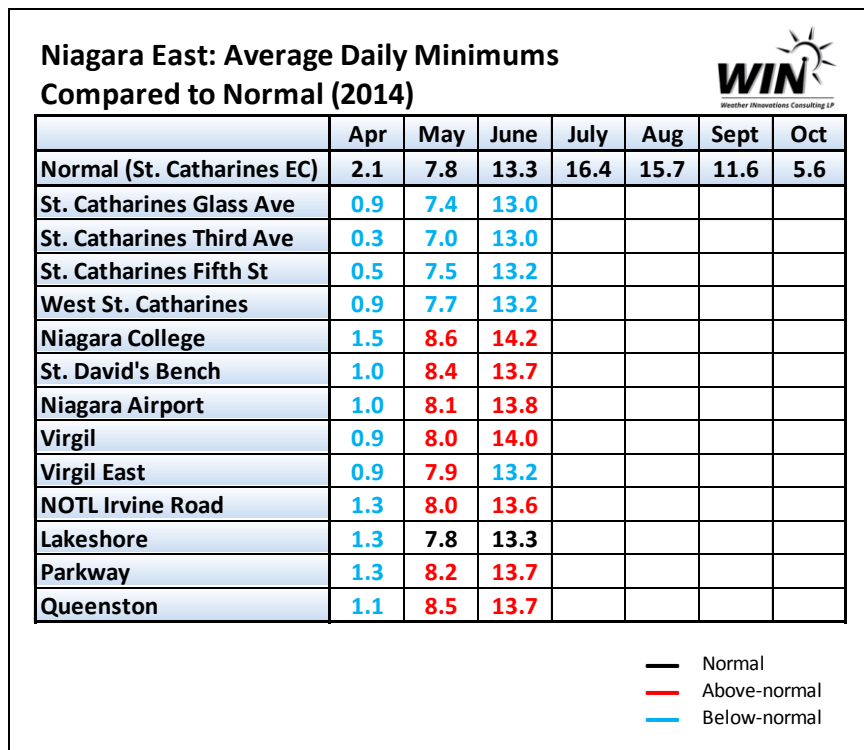 Niagara East: Average Daily Minimums
Compared to Normal (2014)
WIN
Weather INnovations Consulting LP
Apr May June July Aug Sept Oct
Normal (St. Catharines EC) 2.1 7.8 13.3 16.4 15.7 11.6 5.6
St. Catharines Glass Ave 0.9 7.4 13.0
St. Catharines Third Ave 0.3 7.0 13.0
St. Catharines Fifth St 0.5 7.5 13.2
West St. Catharines 0.9 7.7 13.2
Niagara College 1.5 8.6 14.2
St. David's Bench 1.0 8.4 13.7
Niagara Airport 1.0 8.1 13.8
Virgil 0.9 8.0 14.0
Virgil East 0.9 7.9 13.2
NOTL Irvine Road 1.3 8.0 13.6
Lakeshore 1.3 7.8 13.3
Parkway 1.3 8.2 13.7
Queenston 1.1 8.5 13.7
Normal
Above-normal
Below-normal